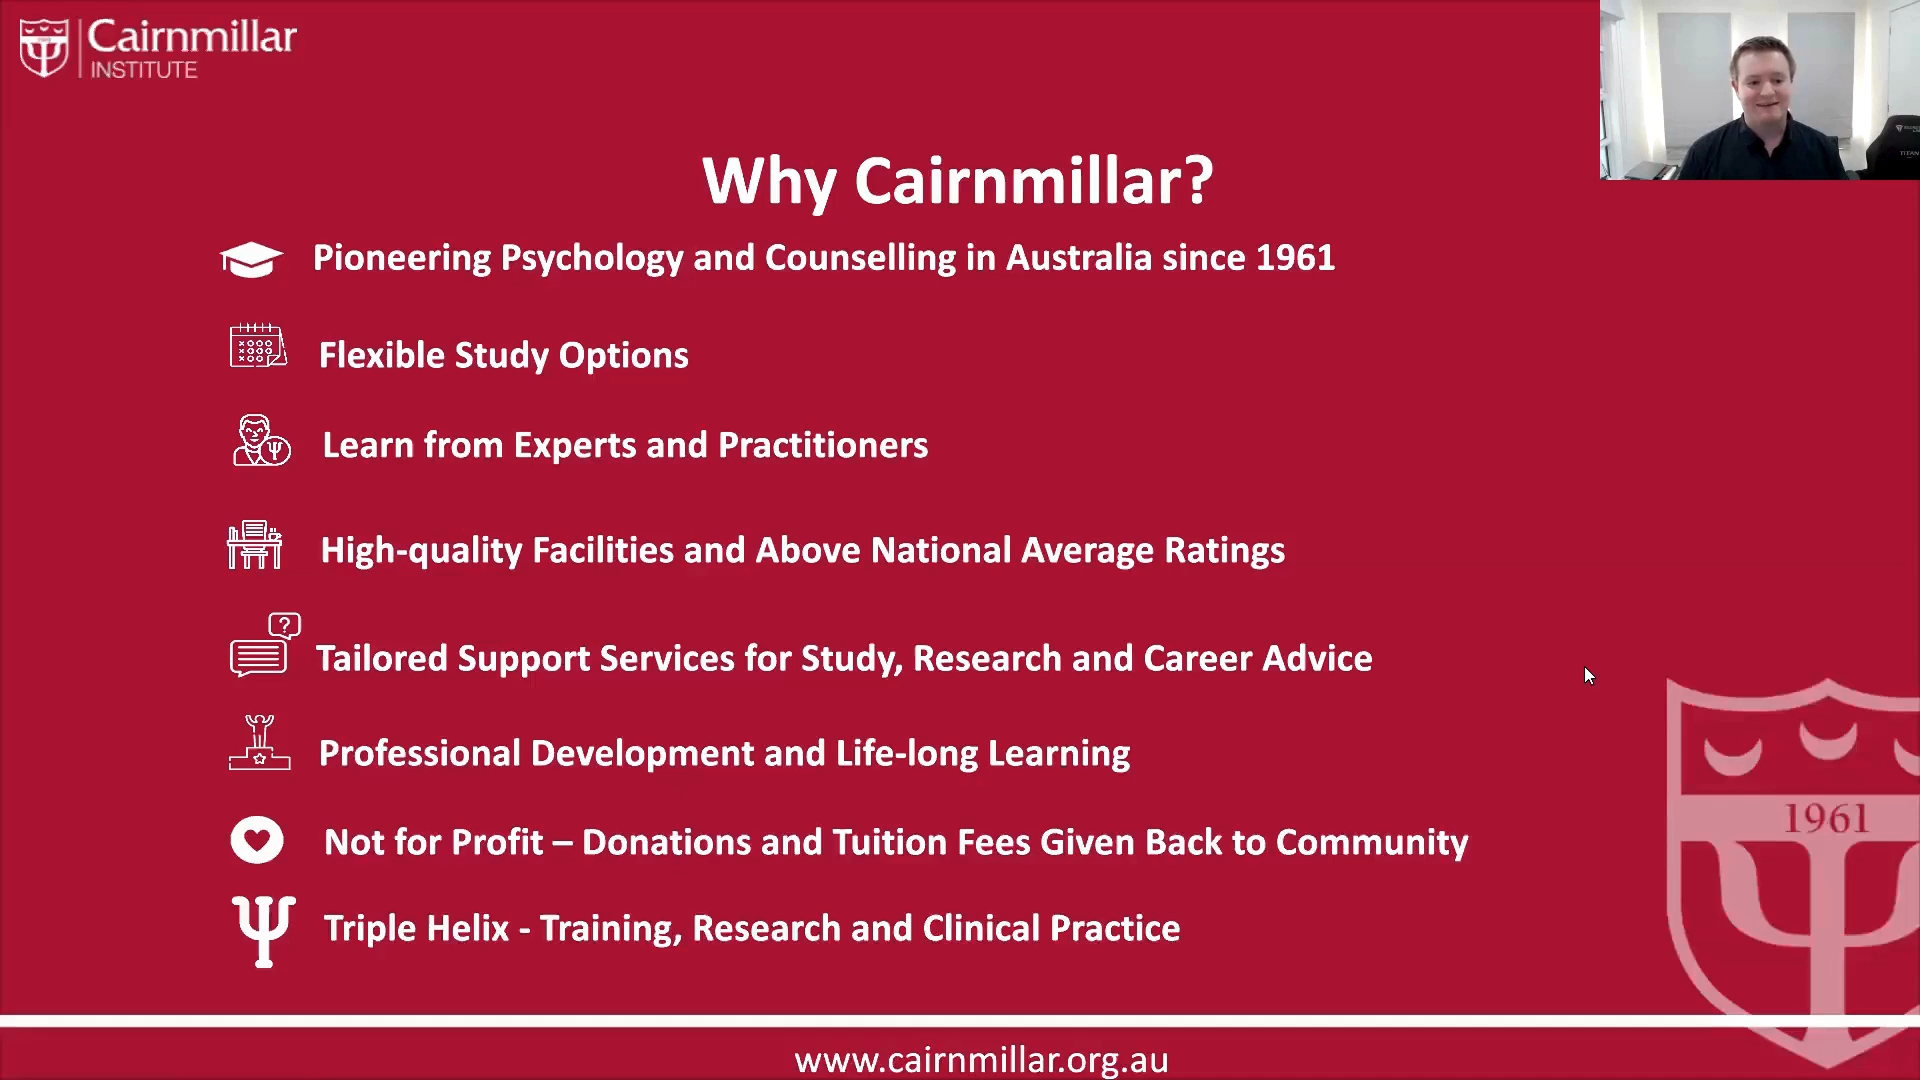 Cairnmillar
INSTITUTE
Why Cairnmillar?
Pioneering Psychology and Counselling in Australia since 1961
Flexible Study Options
Learn from Experts and Practitioners
High-quality Facilities and Above National Average Ratings
Tailored Support Services for Study, Research and Career Advice
Professional Development and Life-long Learning
Not for Profit – Donations and Tuition Fees Given Back to Community
Triple Helix - Training, Research and Clinical Practice
1961
www.cairnmillar.org.au